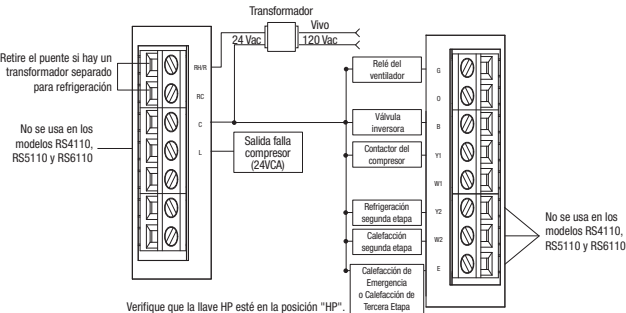 Transformador
Vivo
24 Vac
120 Vac
Retire el puente si hay un
transformador separado
para refrigeración
RH/R
RC
C
L
No se usa en los
modelos RS4110,
RS5110 y RS6110
Salida falla
compresor
(24VCA)
Relé del
ventilador
Válvula
inversora
Contactor del
compresor
Refrigeración
segunda etapa
Calefacción
segunda etapa
Calefacción de
Emergencia
o Calefacción de
Tercera Etapa
G
O
B
Y1
W1
Y2
W2
E
No se usa en los
modelos RS4110,
RS5110 y RS6110
Verifique que la llave HP esté en la posición "HP".